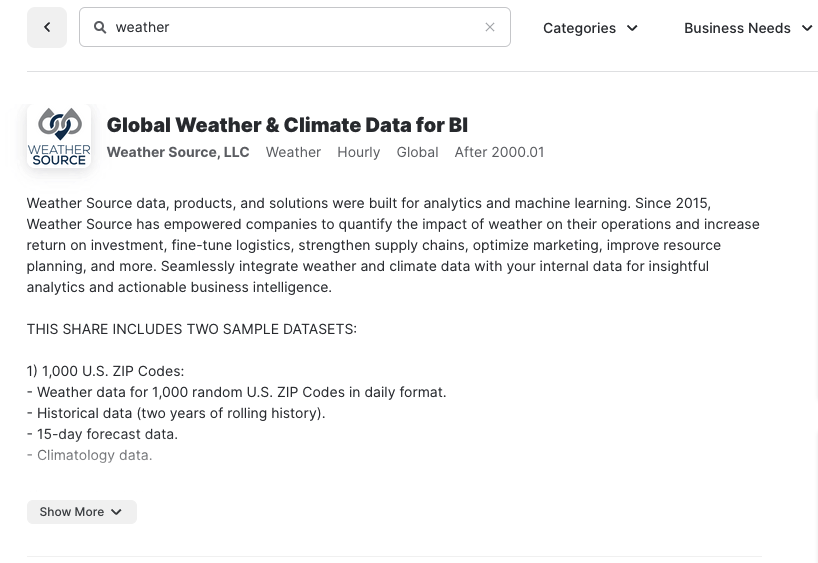 weather
Categories
Business Needs
WEATHER
SOURCE
Global Weather & Climate Data for BI
Weather Source, LLC Weather Hourly Global After 2000.01
Weather Source data, products, and solutions were built for analytics and machine learning. Since 2015,
Weather Source has empowered companies to quantify the impact of weather on their operations and increase
return on investment, fine-tune logistics, strengthen supply chains, optimize marketing, improve resource
planning, and more. Seamlessly integrate weather and climate data with your internal data for insightful
analytics and actionable business intelligence.
THIS SHARE INCLUDES TWO SAMPLE DATASETS:
1) 1,000 U.S. ZIP Codes:
- Weather data for 1,000 random U.S. ZIP Codes in daily format.
- Historical data (two years of rolling history).
- 15-day forecast data.
- Climatology data.
Show More